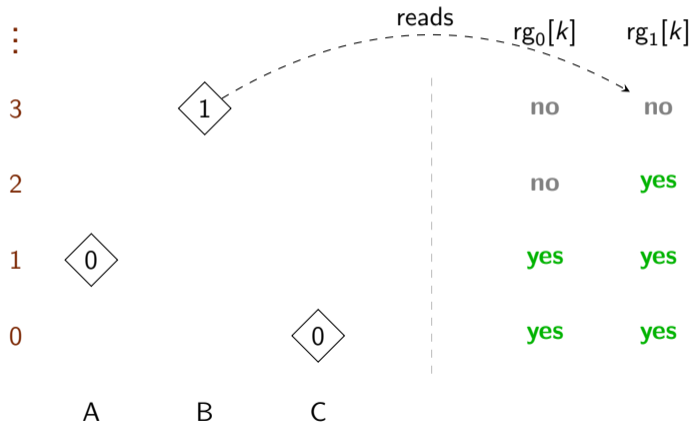 reads
⋮ rg₀[k] rg₁[k]
3 1 no no
2 no yes
1 0 yes yes
0 0 yes yes
A B C